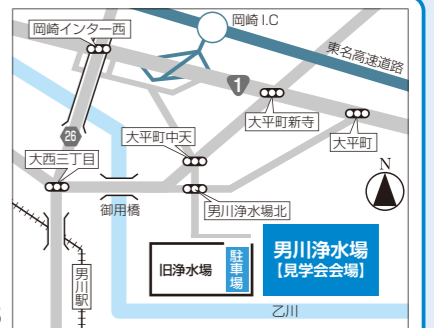 岡崎インター西
岡崎 I.C
東名高速道路
1
大平町新寺
大平町
26
大平町中天
大西三丁目
N
御用橋
男川浄水場北
男川駅
旧浄水場
駐車場
男川浄水場
【見学会会場】
乙川